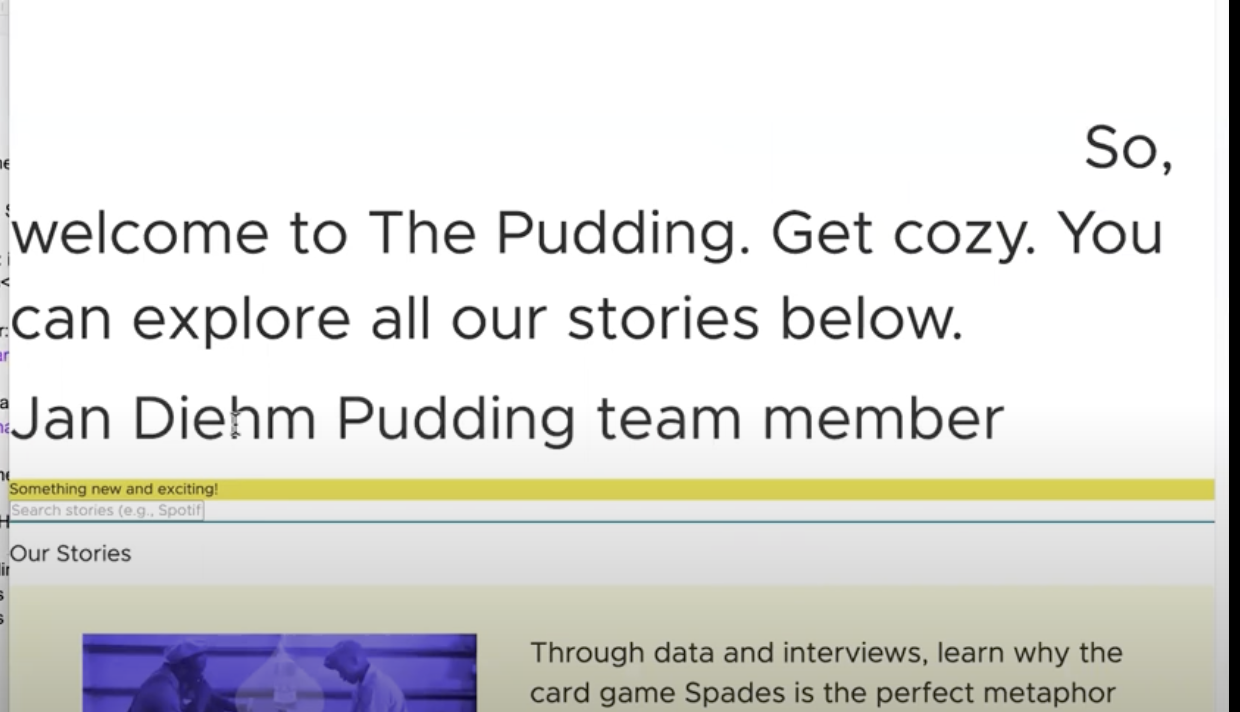 So,
welcome to The Pudding. Get cozy. You
can explore all our stories below.
Jan Diehm Pudding team member
Something new and exciting!
Search stories (e.g., Spotif
Our Stories
Through data and interviews, learn why the
card game Spades is the perfect metaphor